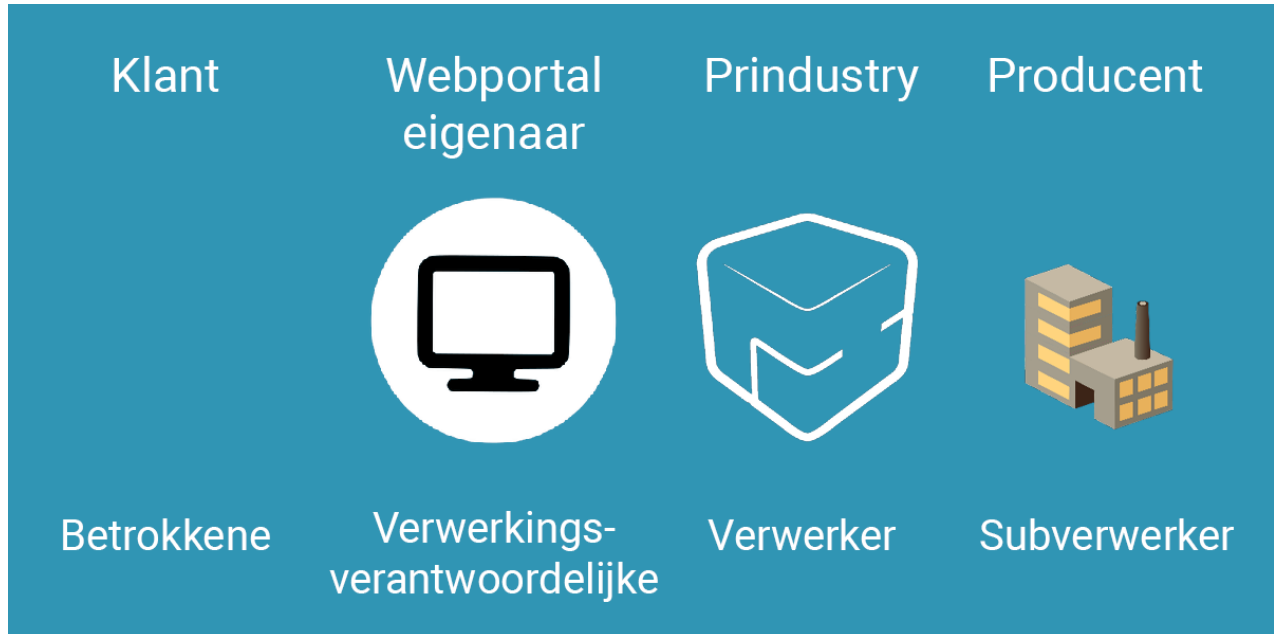 Klant
Webportal
eigenaar
Prindustry
Producent
Betrokkene
Verwerkings-
verantwoordelijke
Verwerker
Subverwerker